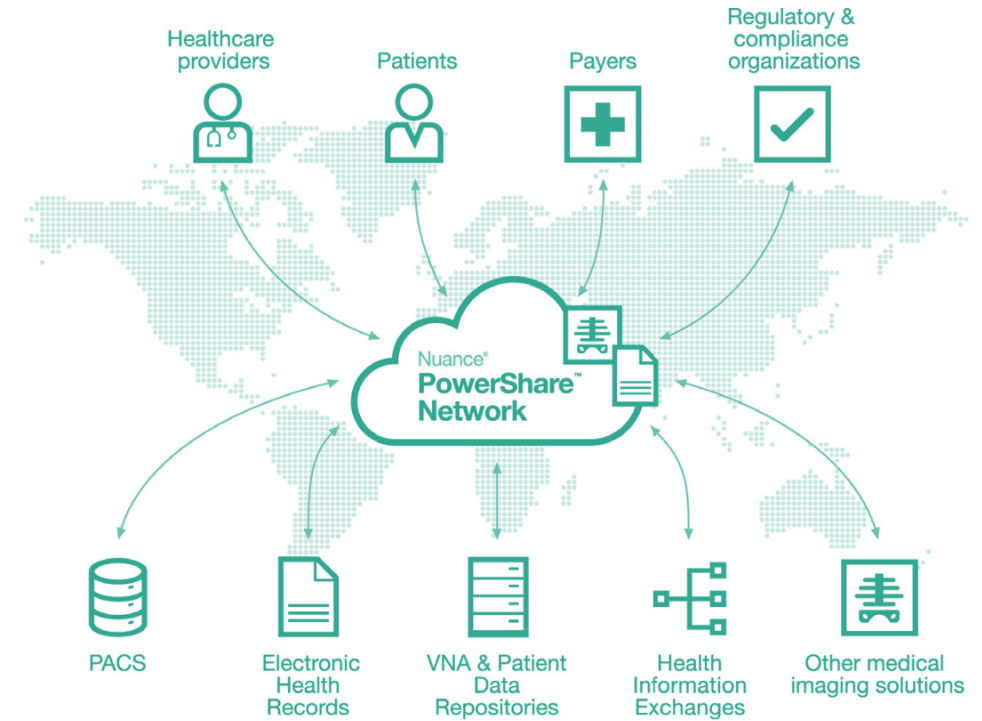 Healthcare
providers
Patients
Payers
Regulatory &
compliance
organizations
Nuance®
PowerShare™
Network
PACS
Electronic
Health
Records
VNA & Patient
Data
Repositories
Health
Information
Exchanges
Other medical
imaging solutions